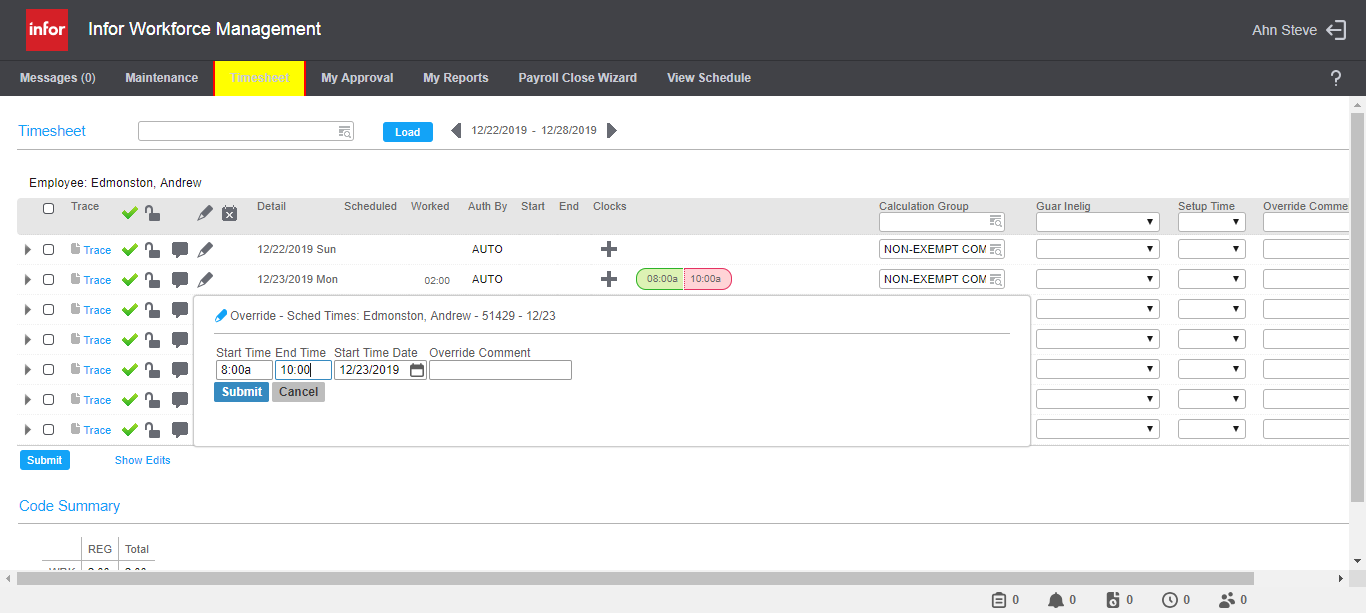 infor Infor Workforce Management Ahn Steve
Messages (0) Maintenance Timesheet My Approval My Reports Payroll Close Wizard View Schedule ?
Timesheet Load 12/22/2019 - 12/28/2019
Employee: Edmonston, Andrew
Trace Detail Scheduled Worked Auth By Start End Clocks Calculation Group Guar Inelig Setup Time Override Comme
Trace 12/22/2019 Sun AUTO NON-EXEMPT COM
Trace 12/23/2019 Mon 02:00 AUTO 08:00a 10:00a NON-EXEMPT COM
Trace
Trace
Trace
Trace
Trace
Override - Sched Times: Edmonston, Andrew - 51429 - 12/23
Start Time End Time Start Time Date Override Comment
8:00a 10:00 12/23/2019
Submit Cancel
Submit Show Edits
Code Summary
REG Total
0 0 0 0 0